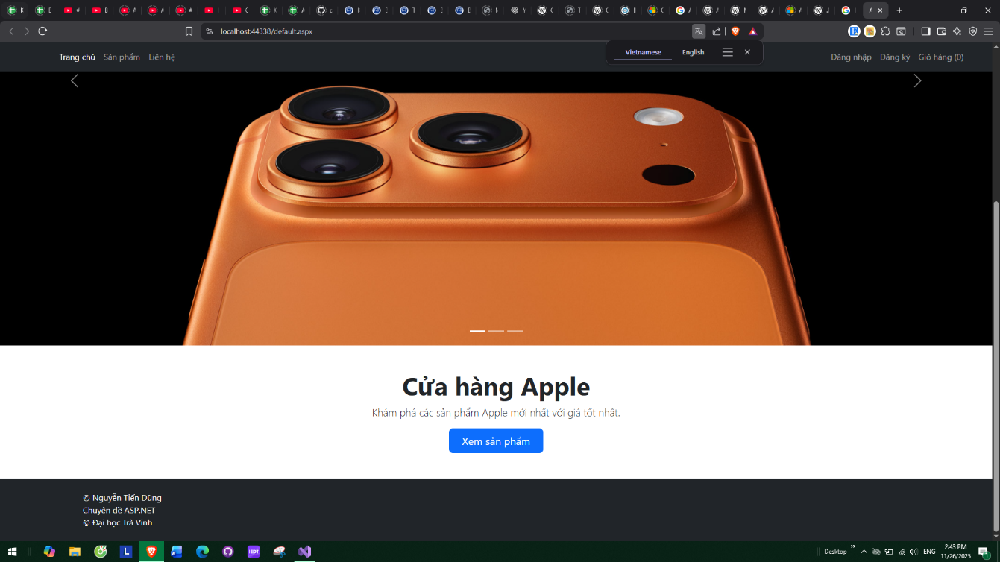 localhost:44338/default.aspx
Trang chủ Sản phẩm Liên hệ
Vietnamese English
Đăng nhập Đăng ký Giỏ hàng (0)
Cửa hàng Apple
Khám phá các sản phẩm Apple mới nhất với giá tốt nhất.
Xem sản phẩm
© Nguyễn Tiến Dũng
Chuyên đề ASP.NET
© Đại học Trà Vinh
Desktop
ENG
2:43 PM
11/26/2025